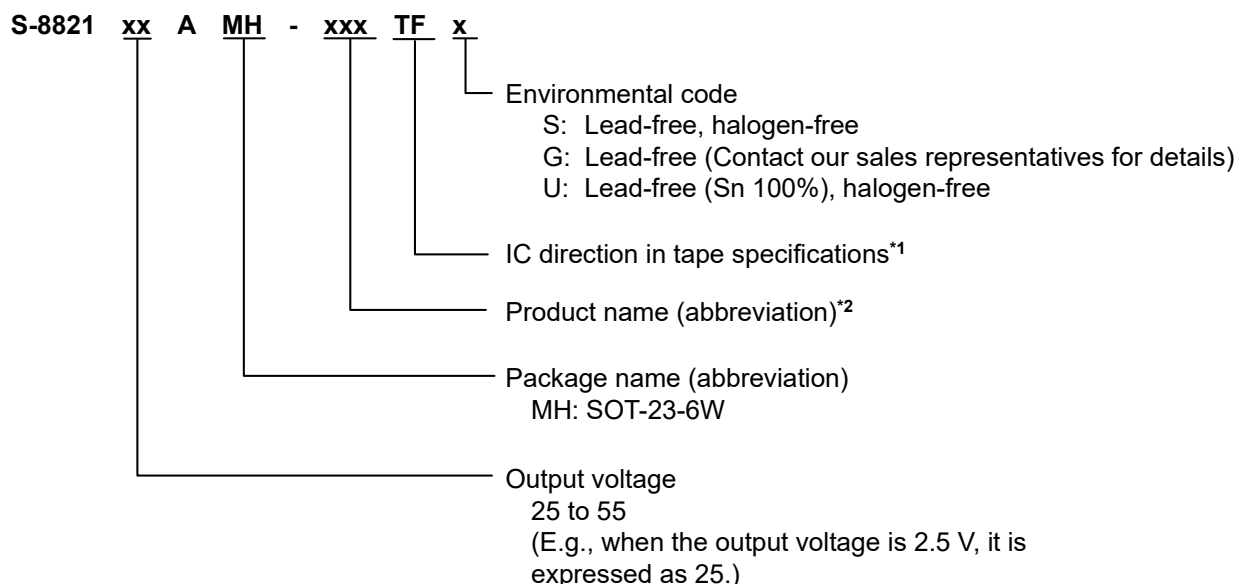 S-8821 xx A MH - xxx TF x
Environmental code
S: Lead-free, halogen-free
G: Lead-free (Contact our sales representatives for details)
U: Lead-free (Sn 100%), halogen-free
IC direction in tape specifications*1
Product name (abbreviation)*2
Package name (abbreviation)
MH: SOT-23-6W
Output voltage
25 to 55
(E.g., when the output voltage is 2.5 V, it is
expressed as 25.)